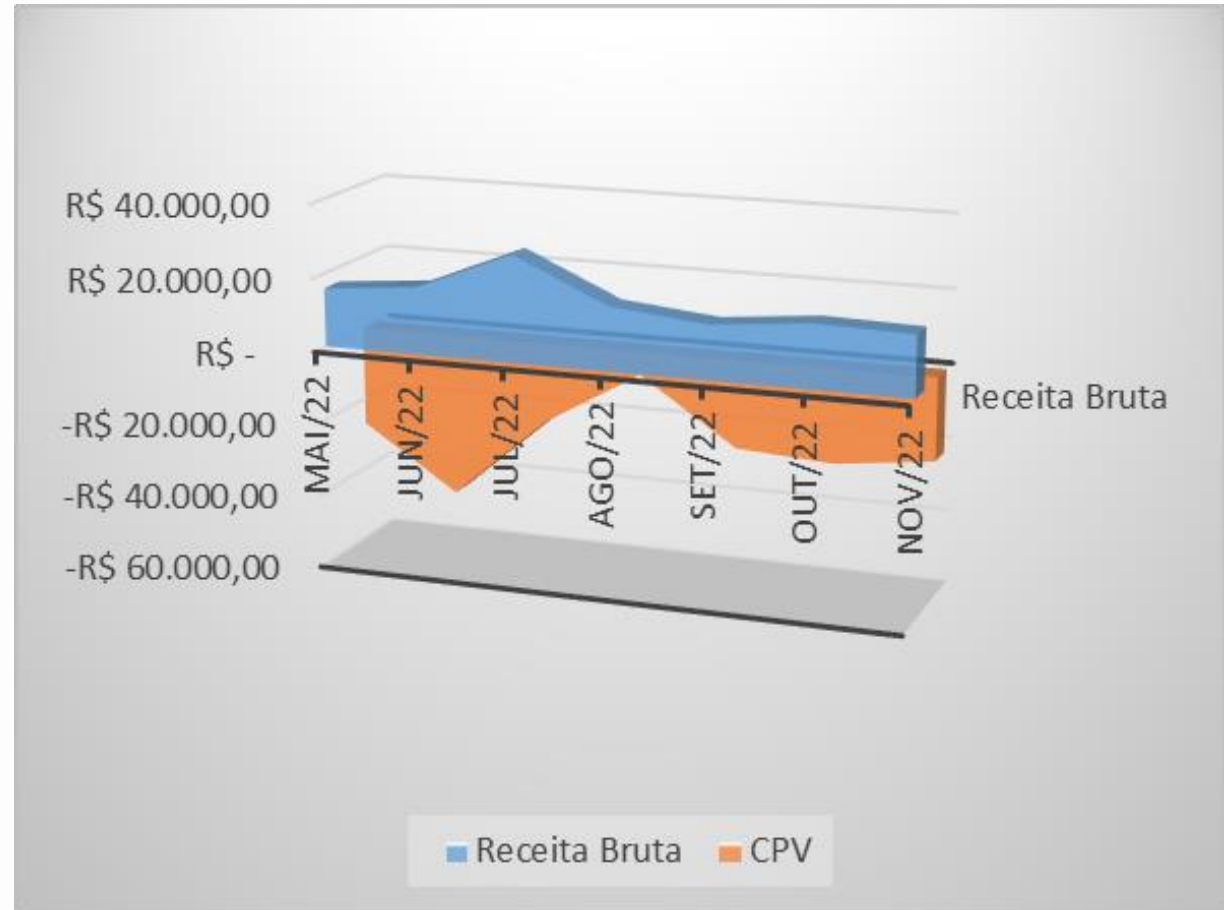 R$ 40.000,00
R$ 20.000,00
R$ -
-R$ 20.000,00
-R$ 40.000,00
-R$ 60.000,00
MAI/22
JUN/22
JUL/22
AGO/22
SET/22
OUT/22
NOV/22
Receita Bruta
Receita Bruta CPV